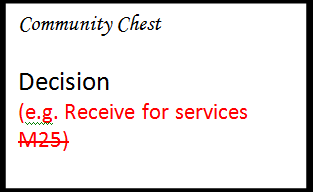 Community Chest
Decision
(e.g. Receive for services
M25)